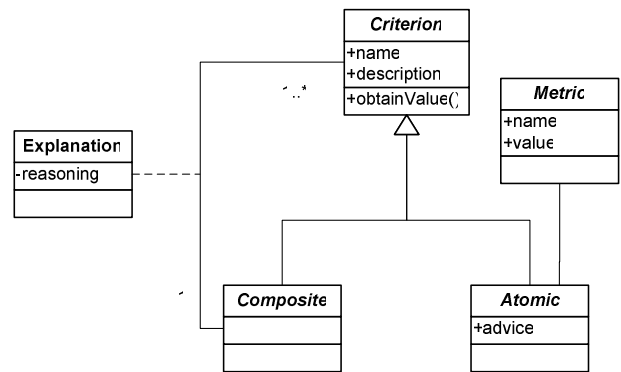 Criterion
+name
+description
+obtainValue()
Metric
+name
+value
Explanation
-reasoning
Composite
Atomic
+advice